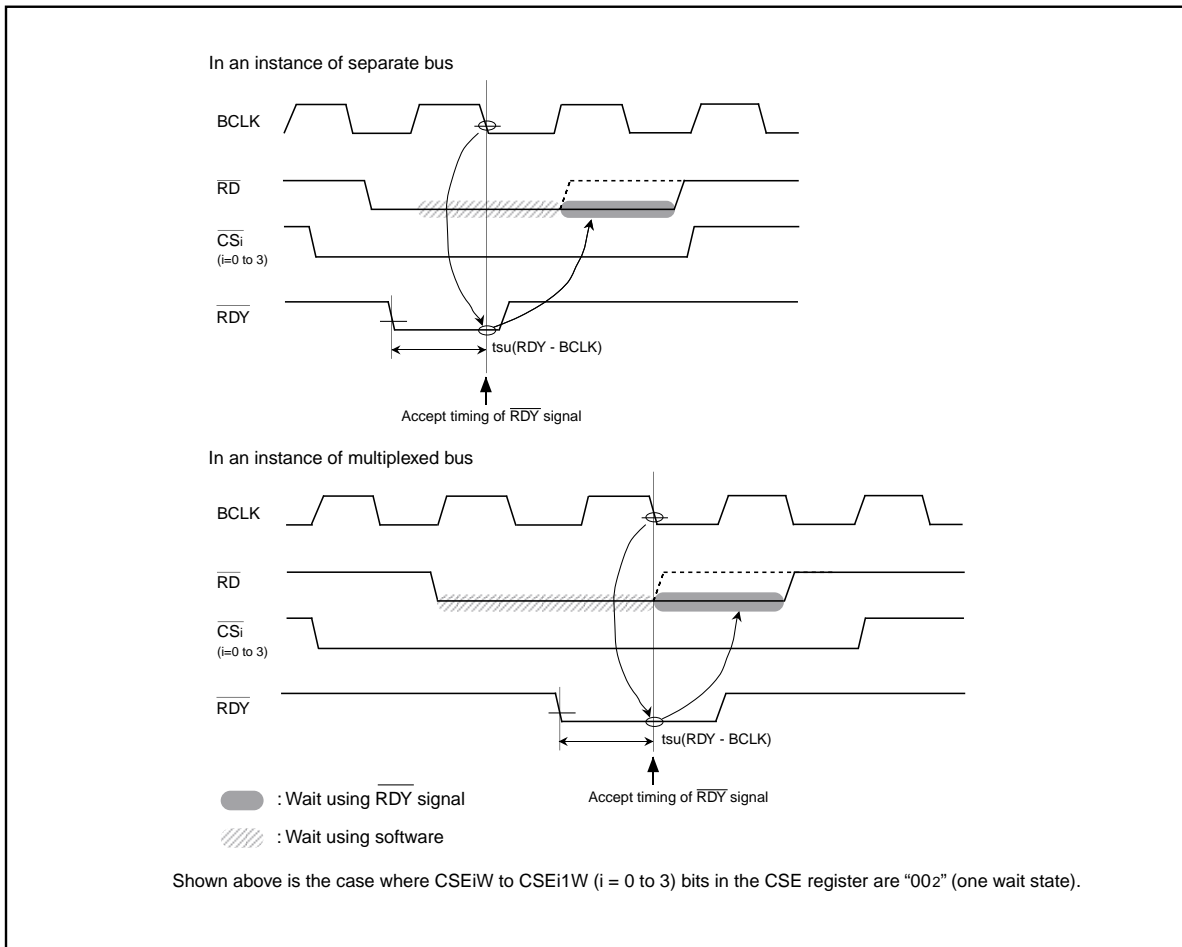 In an instance of separate bus
BCLK
RD
CSi
(i=0 to 3)
RDY
tsu(RDY - BCLK)
Accept timing of RDY signal
In an instance of multiplexed bus
BCLK
RD
CSi
(i=0 to 3)
RDY
tsu(RDY - BCLK)
: Wait using RDY signal
Accept timing of RDY signal
: Wait using software
Shown above is the case where CSEiW to CSEi1W (i = 0 to 3) bits in the CSE register are “002” (one wait state).